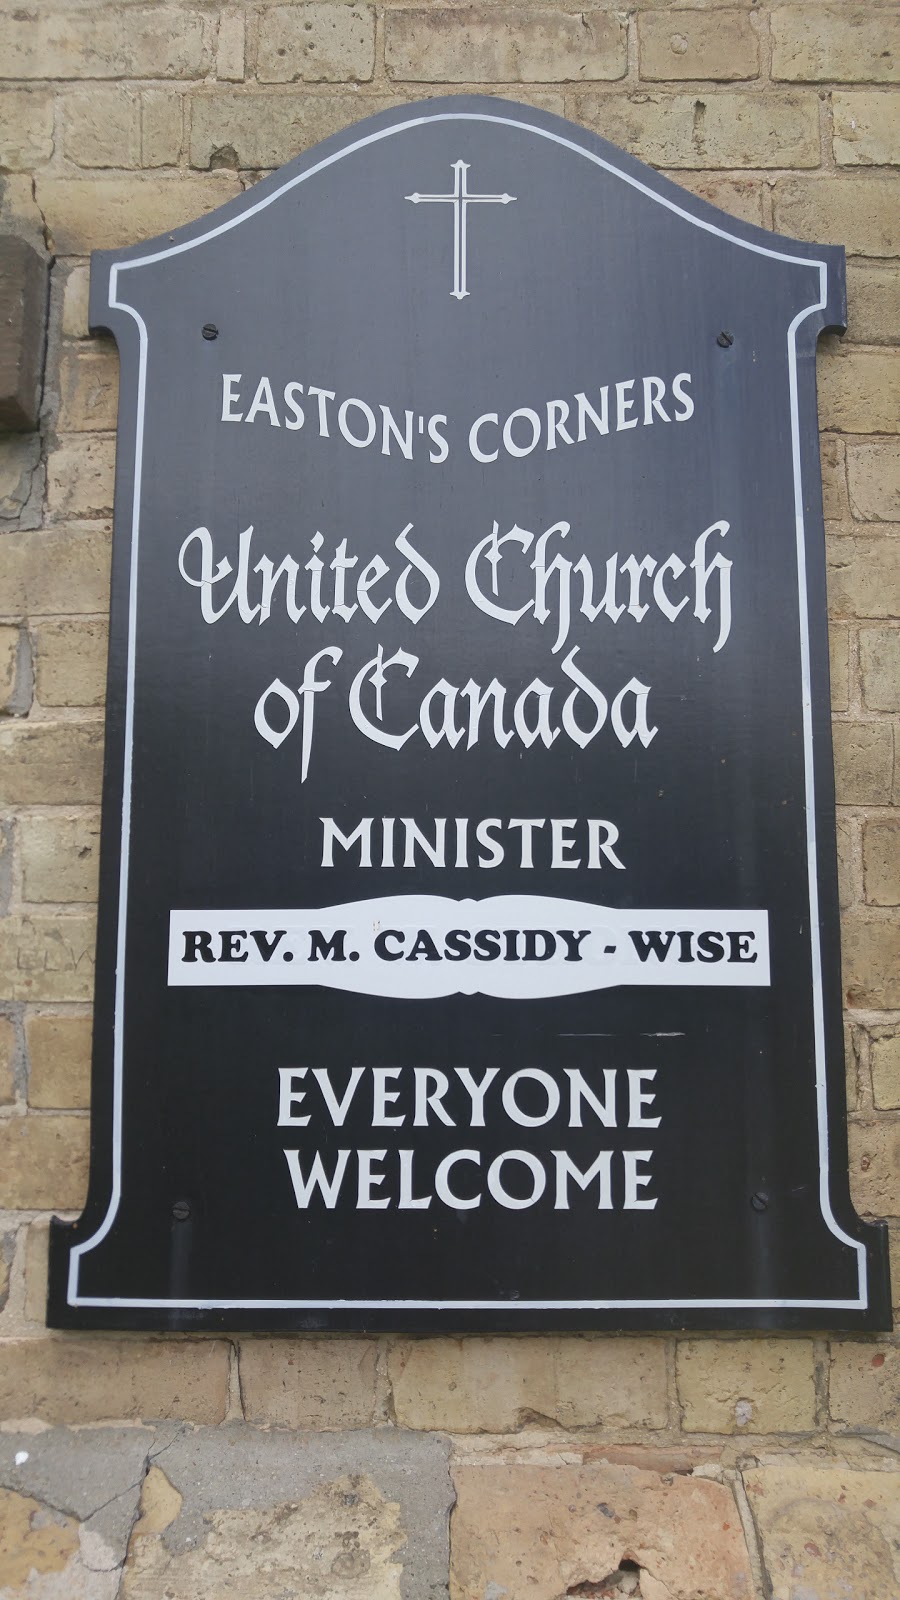 EASTON'S CORNERS
United Church
of Canada
MINISTER
REV. M. CASSIDY - WISE
EVERYONE
WELCOME